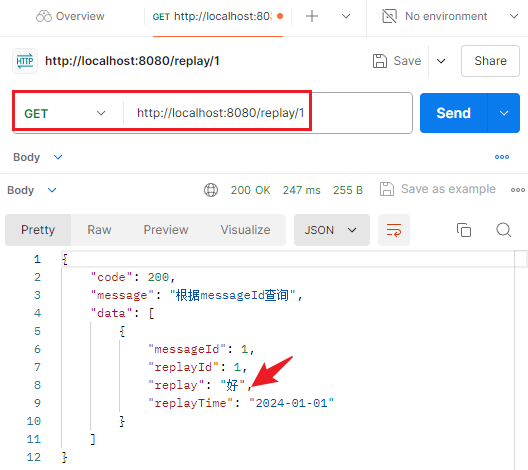 Overview
GET http://localhost:803
No environment
HTTP http://localhost:8080/replay/1
Save
Share
GET http://localhost:8080/replay/1
Send
Body
Body 200 OK 247 ms 255 B Save as example
Pretty Raw Preview Visualize JSON
1 {
2 "code": 200,
3 "message": "根据messageId查询",
4 "data": [
5 {
6 "messageId": 1,
7 "replayId": 1,
8 "replay": "好",
9 "replayTime": "2024-01-01"
10 }
11 ]
12 }